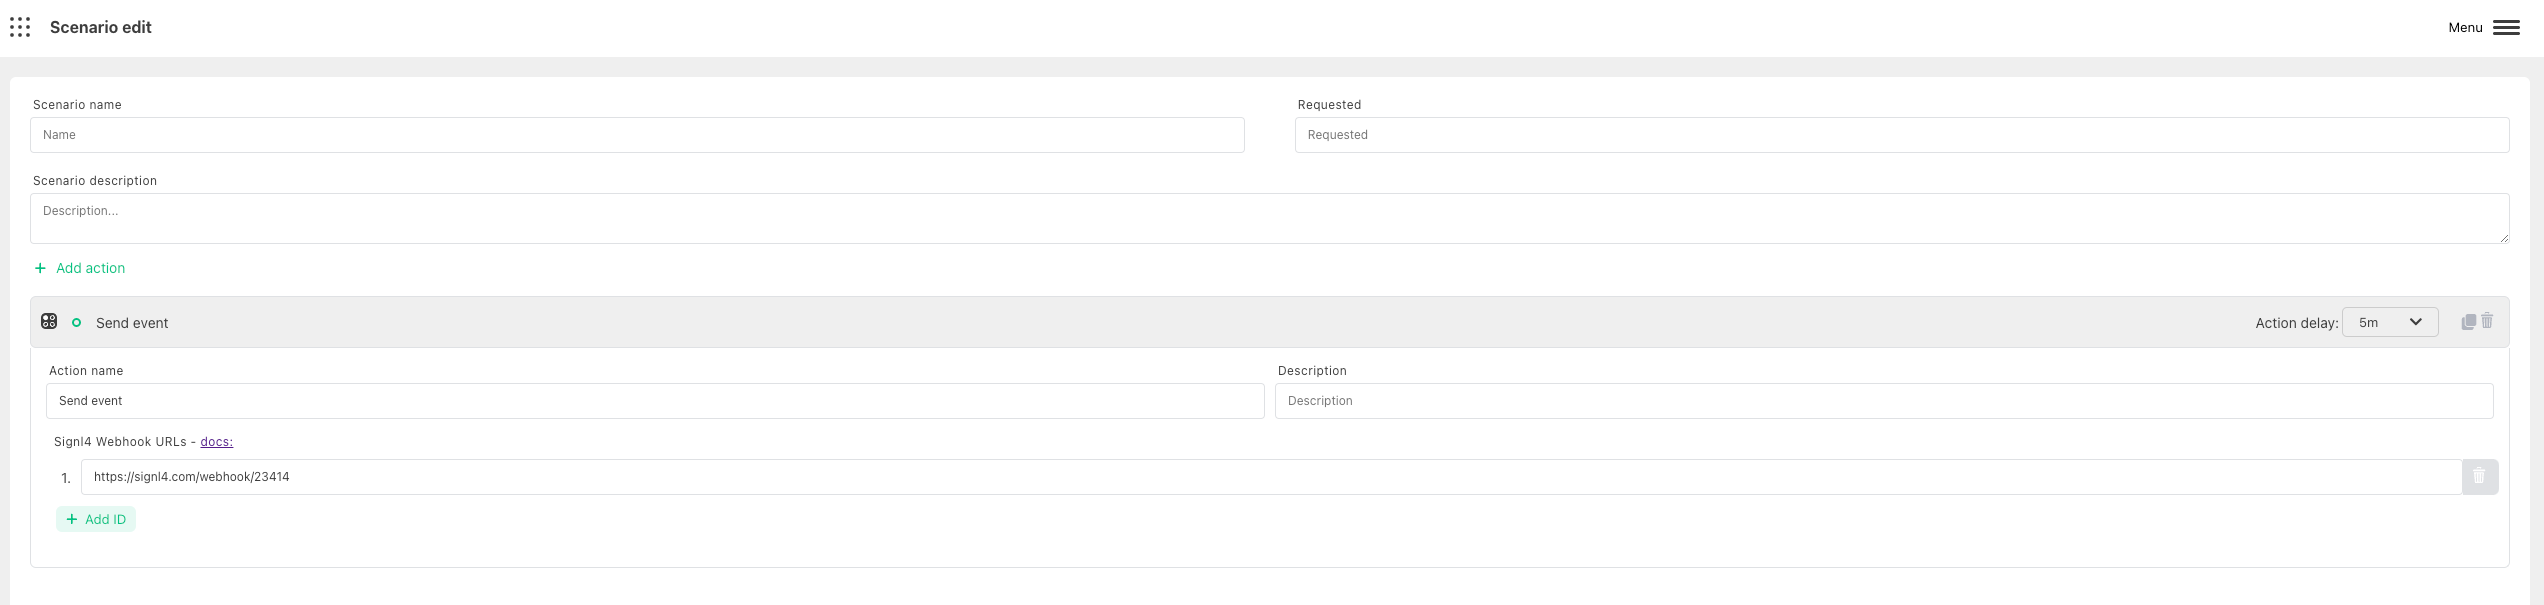 Scenario edit
Menu
Scenario name
Requested
Name
Requested
Scenario description
Description...
+ Add action
Send event
Action delay: 5m
Action name
Description
Send event
Description
Signl4 Webhook URLs - docs:
1. https://signl4.com/webhook/23414
+ Add ID